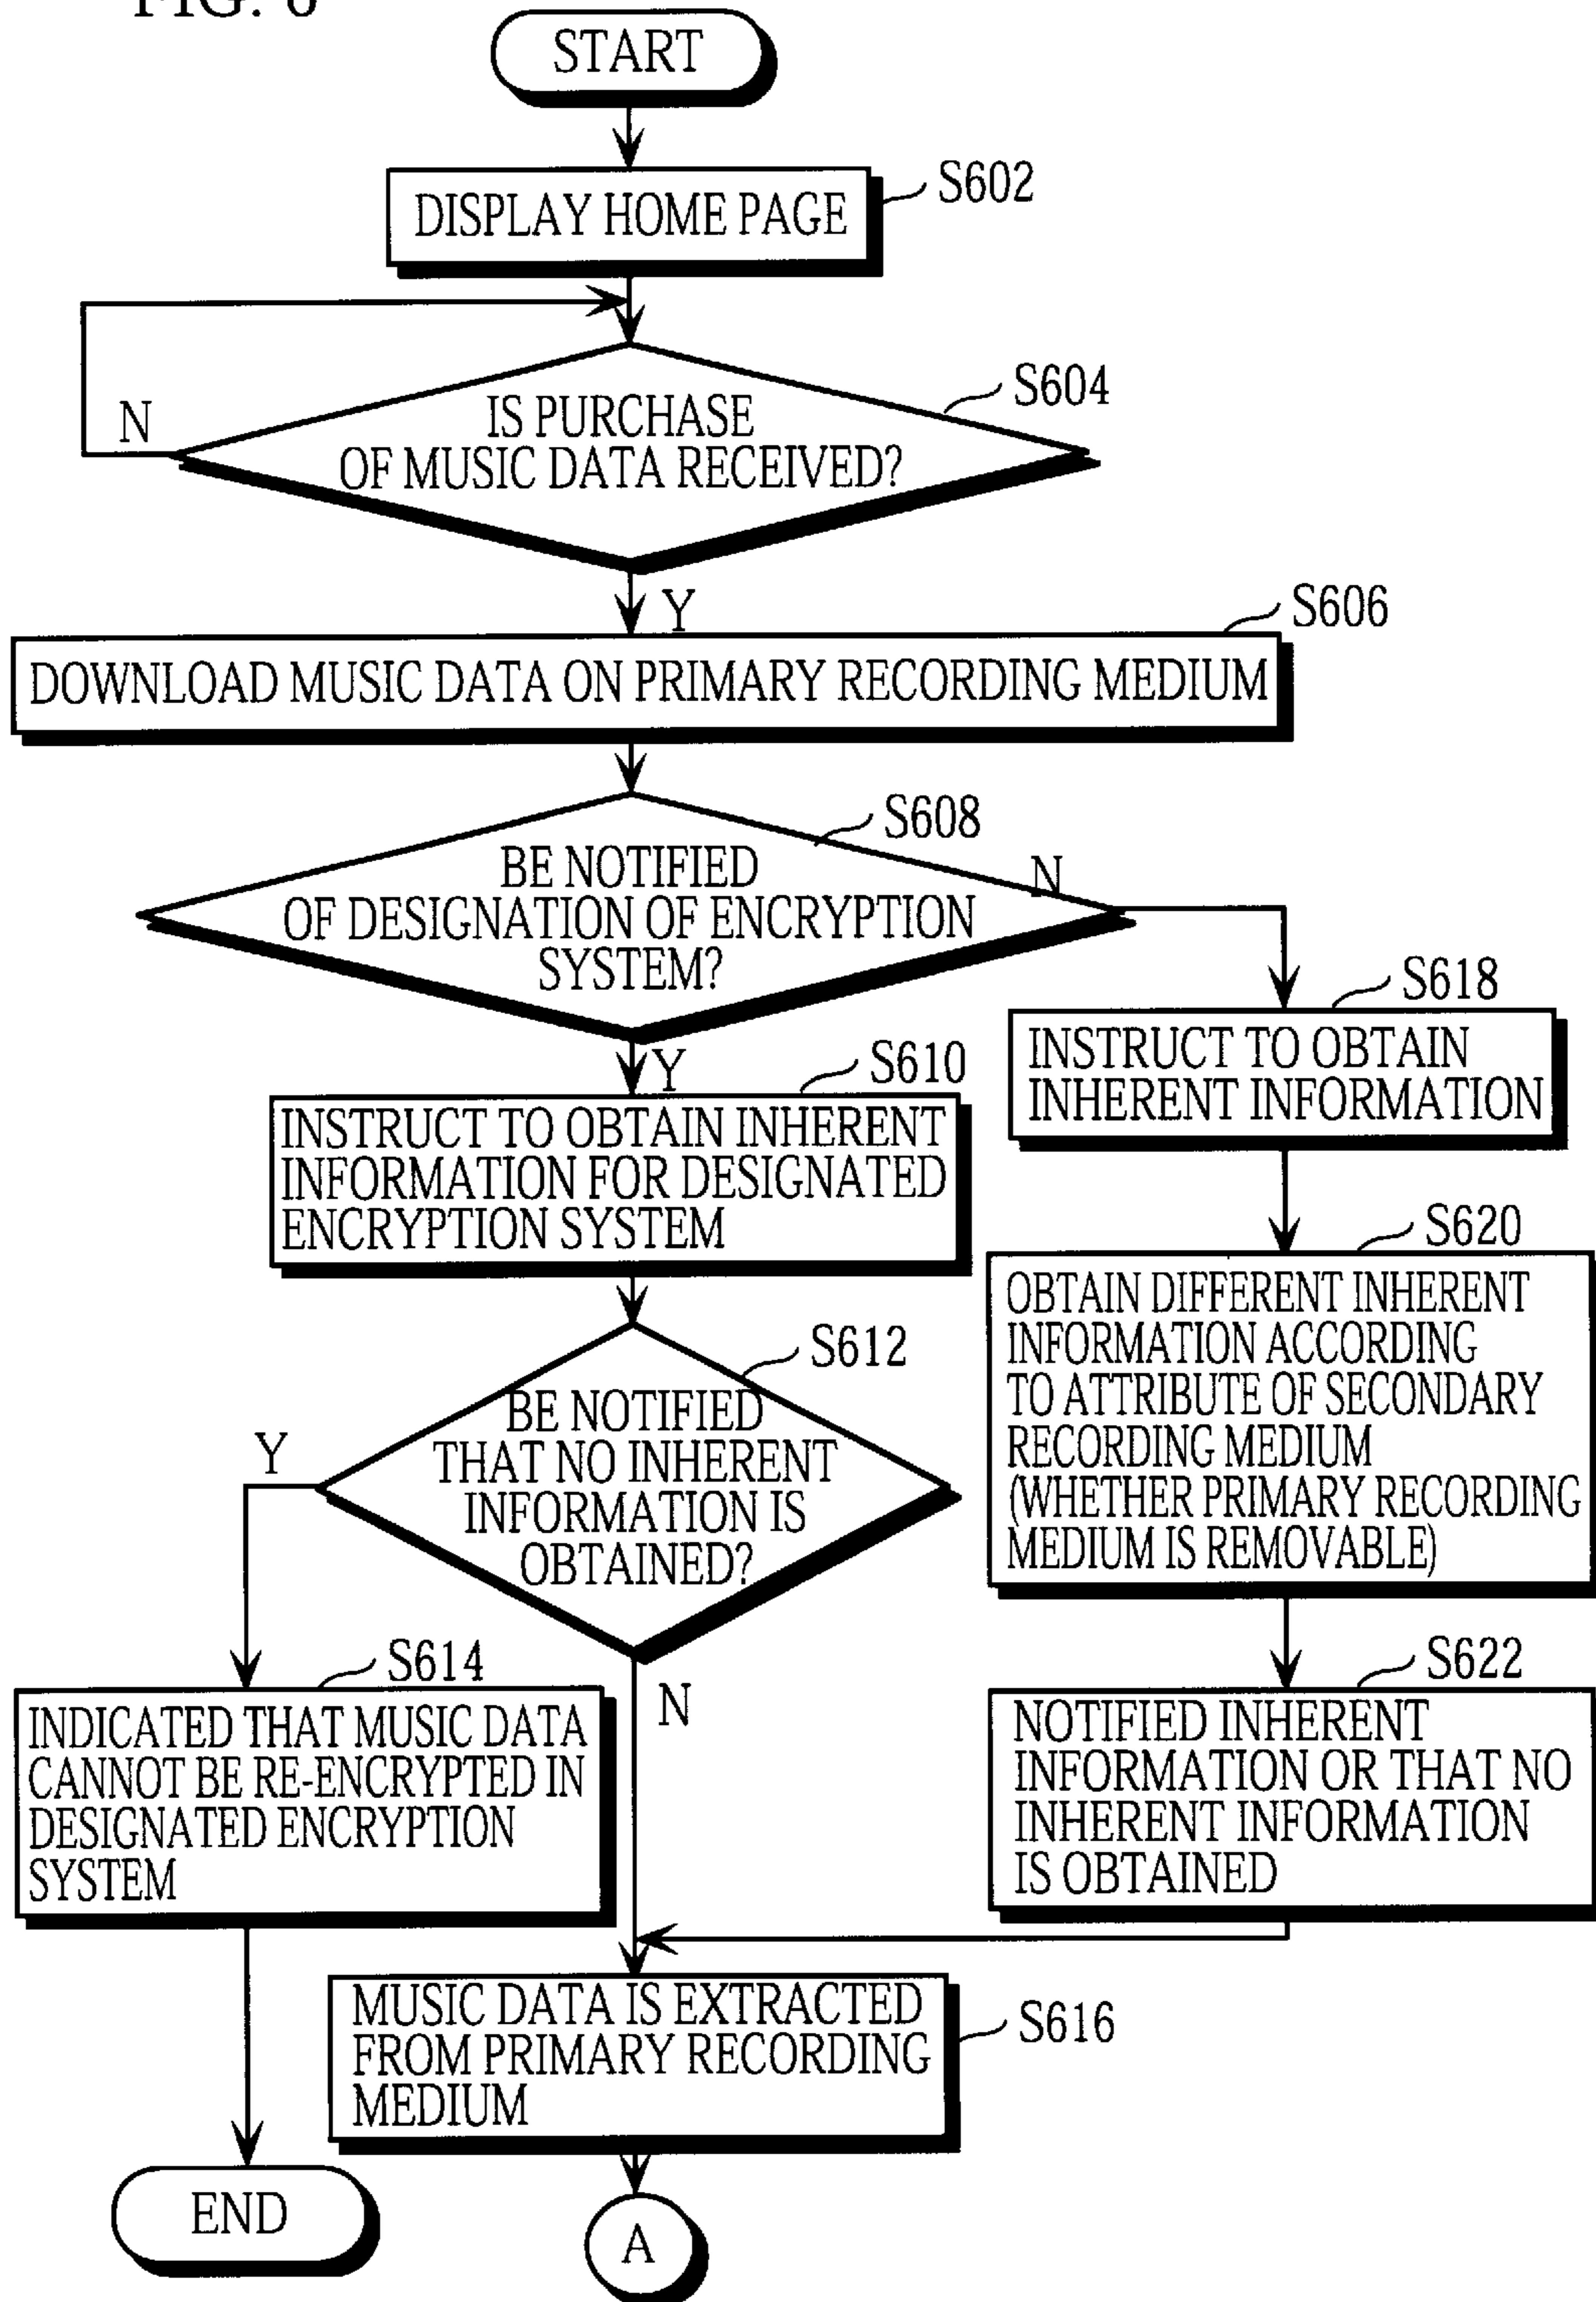 START
S602
DISPLAY HOME PAGE
S604
N
IS PURCHASE
OF MUSIC DATA RECEIVED?
Y
S606
DOWNLOAD MUSIC DATA ON PRIMARY RECORDING MEDIUM
S608
BE NOTIFIED
OF DESIGNATION OF ENCRYPTION
SYSTEM?
N
Y
S610
INSTRUCT TO OBTAIN INHERENT
INFORMATION FOR DESIGNATED
ENCRYPTION SYSTEM
S618
INSTRUCT TO OBTAIN
INHERENT INFORMATION
S612
BE NOTIFIED
THAT NO INHERENT
INFORMATION IS
OBTAINED?
Y
N
S620
OBTAIN DIFFERENT INHERENT
INFORMATION ACCORDING
TO ATTRIBUTE OF SECONDARY
RECORDING MEDIUM
(WHETHER PRIMARY RECORDING
MEDIUM IS REMOVABLE)
S614
INDICATED THAT MUSIC DATA
CANNOT BE RE-ENCRYPTED IN
DESIGNATED ENCRYPTION
SYSTEM
S622
NOTIFIED INHERENT
INFORMATION OR THAT NO
INHERENT INFORMATION
IS OBTAINED
S616
MUSIC DATA IS EXTRACTED
FROM PRIMARY RECORDING
MEDIUM
END
A